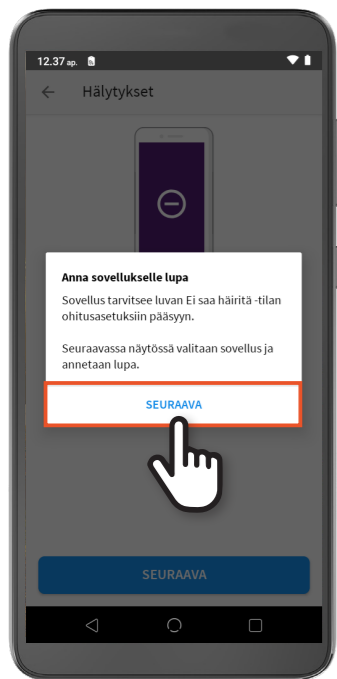 12.37 ap.
Hälytykset
Anna sovellukselle lupa
Sovellus tarvitsee luvan Ei saa häiritä -tilan
ohitusasetuksiin pääsyyn.
Seuraavassa näytössä valitaan sovellus ja
annetaan lupa.
SEURAAVA
SEURAAVA